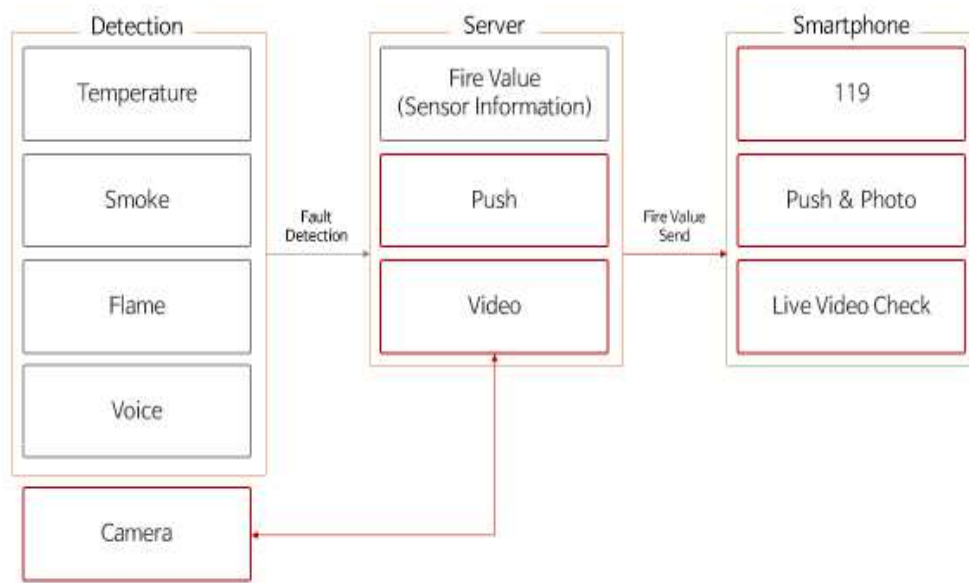 Detection
Temperature
Smoke
Flame
Voice
Camera
Fault
Detection
Server
Fire Value
(Sensor Information)
Push
Video
Fire Value
Send
Smartphone
119
Push & Photo
Live Video Check